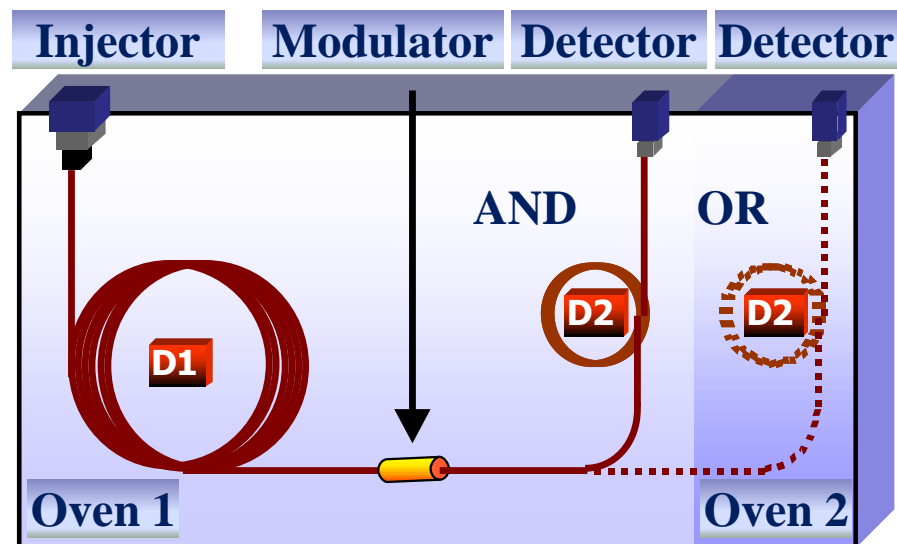 Injector Modulator Detector Detector
AND OR
D2 D2
D1
Oven 1 Oven 2